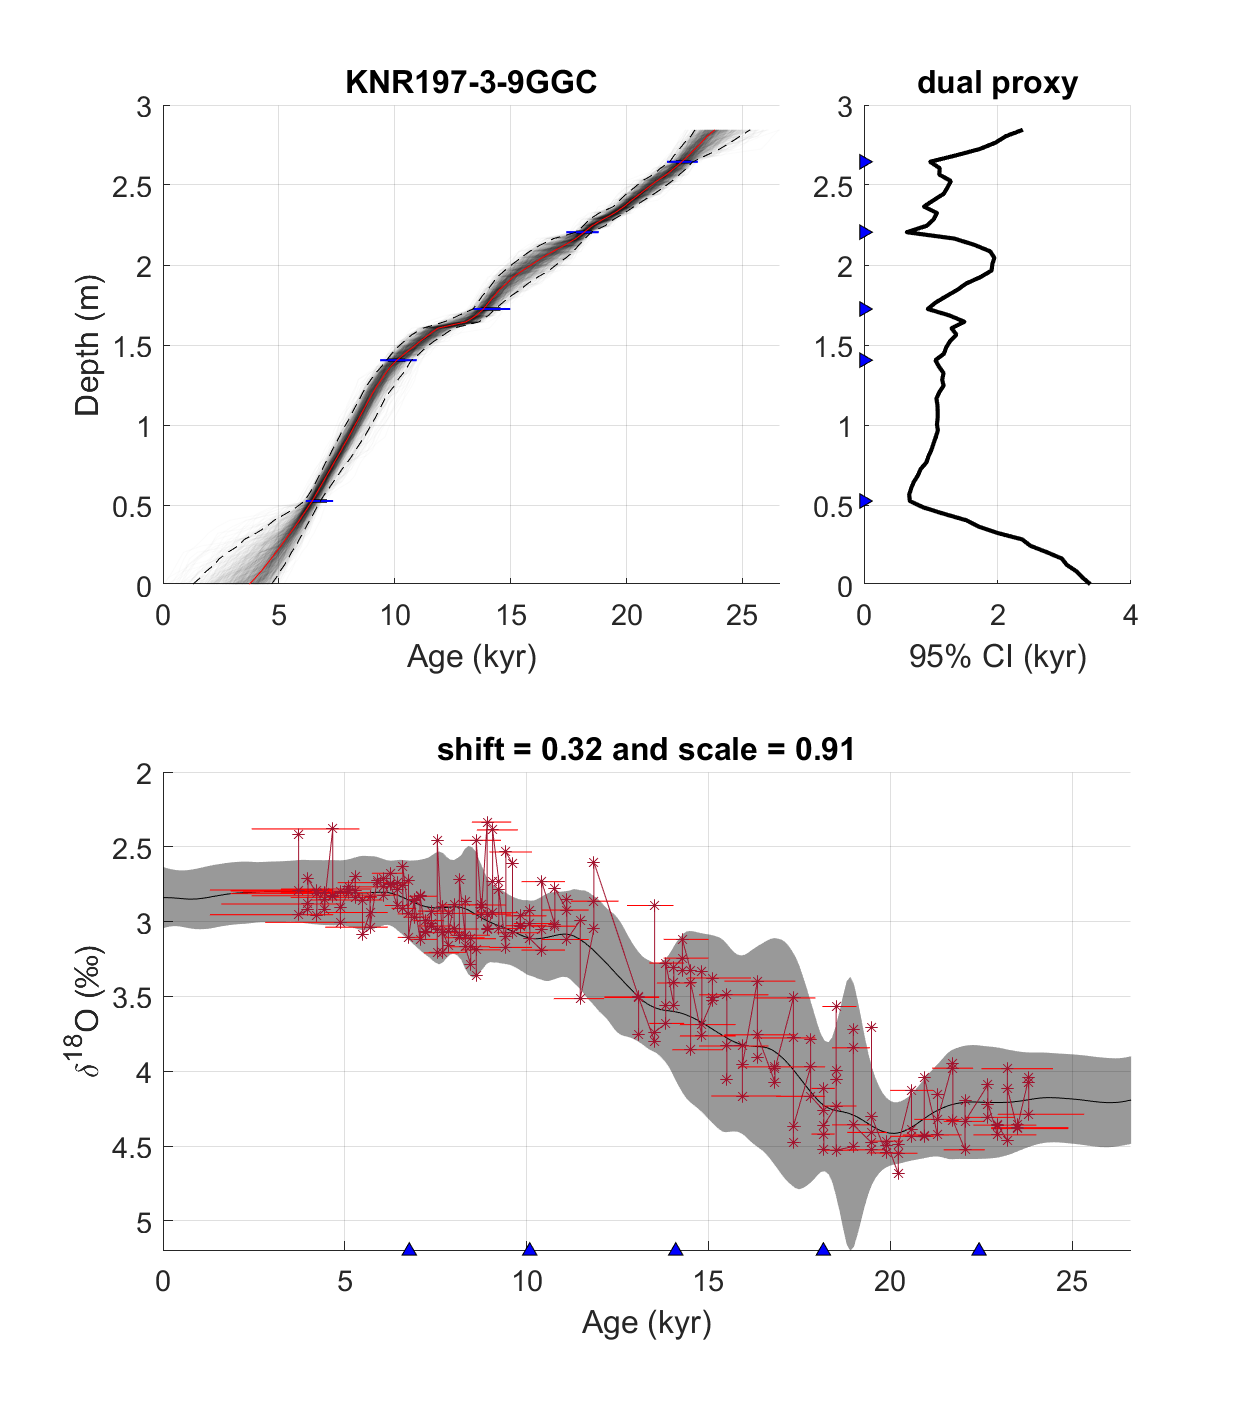 KNR197-3-9GGC
dual proxy
3
2.5
2
1.5
1
0.5
0
Depth (m)
0 5 10 15 20 25
Age (kyr)
3
2.5
2
1.5
1
0.5
0
0 2 4
95% CI (kyr)
shift = 0.32 and scale = 0.91
2
2.5
3
3.5
4
4.5
5
δ¹⁸O (‰)
0 5 10 15 20 25
Age (kyr)